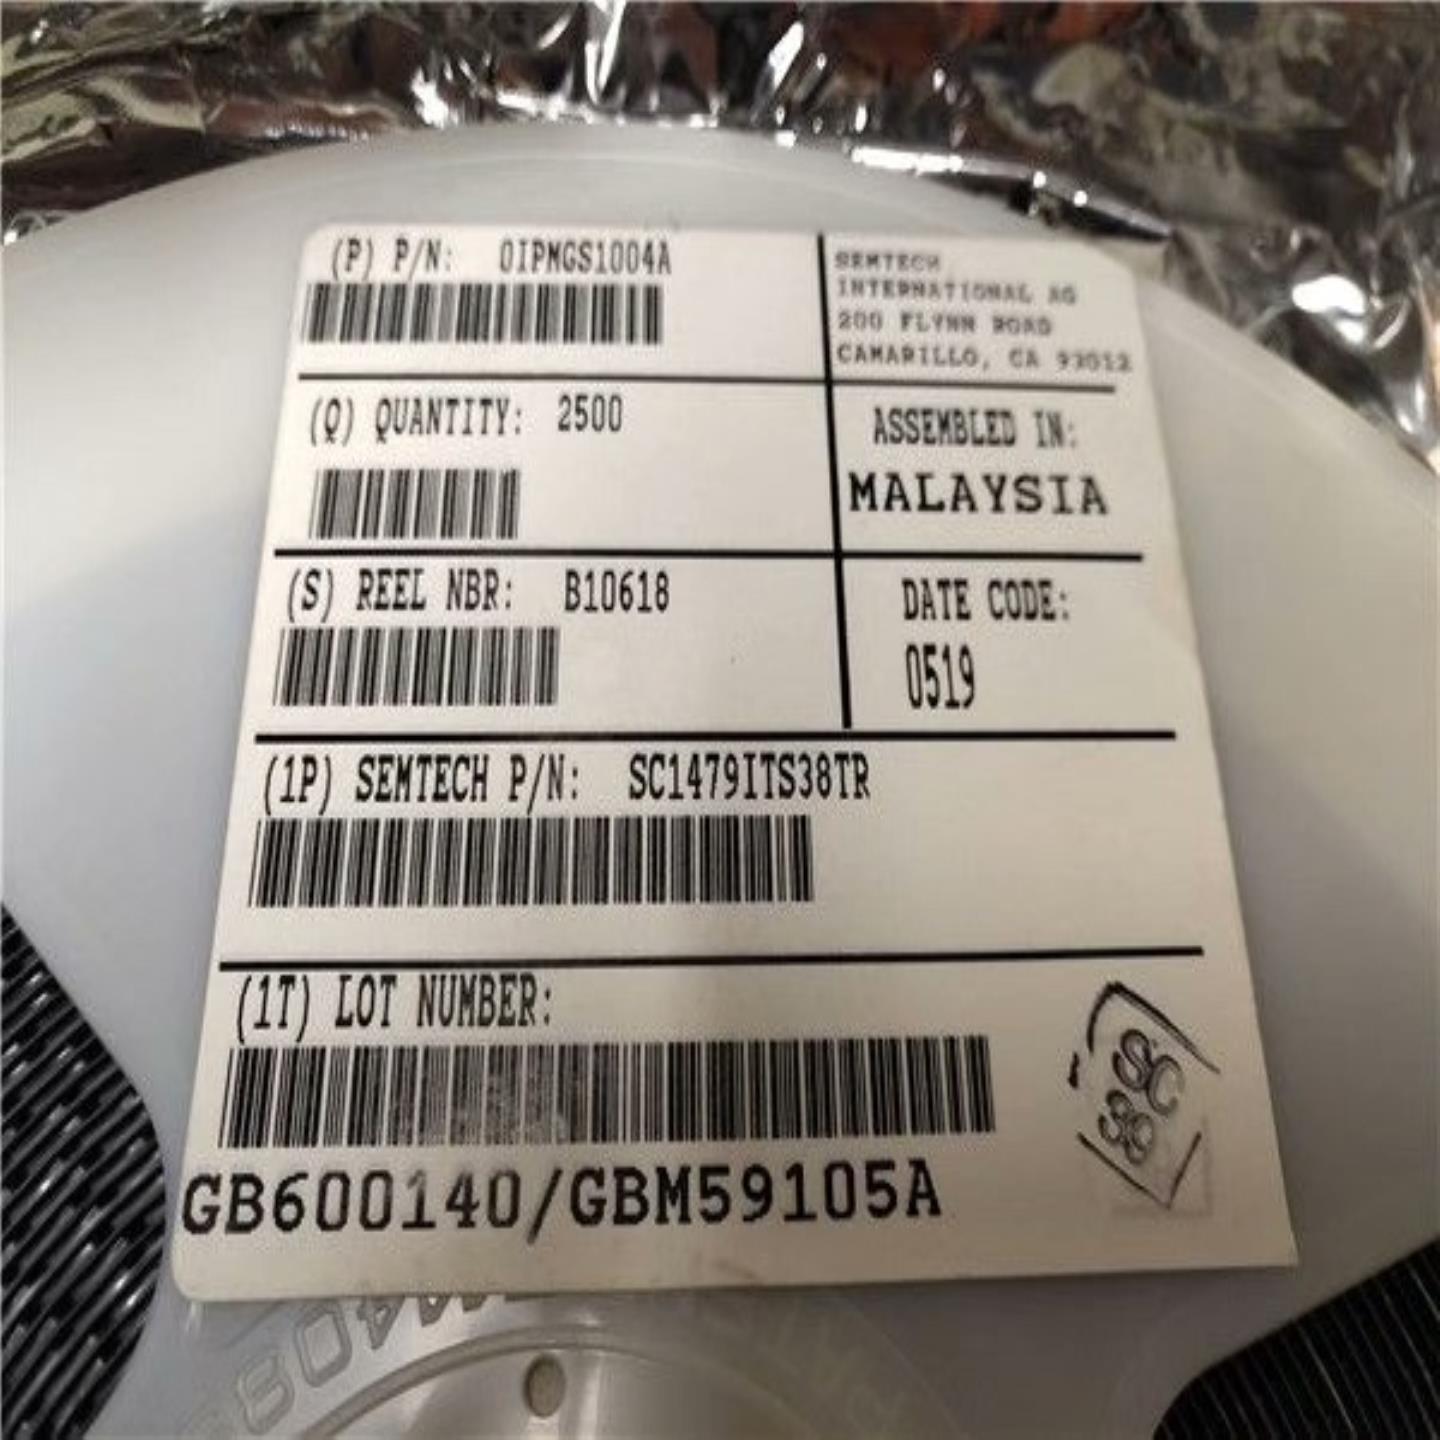 (P) P/N: 0IPMGS1004A
SEMTECH
INTERNATIONAL AG
200 FLYNN ROAD
CAMARILLO, CA 93012
(Q) QUANTITY: 2500
ASSEMBLED IN:
MALAYSIA
(S) REEL NBR: B10618
DATE CODE:
0519
(1P) SEMTECH P/N: SC1479ITS38TR
(1T) LOT NUMBER:
GB600140/GBM59105A
SC
39